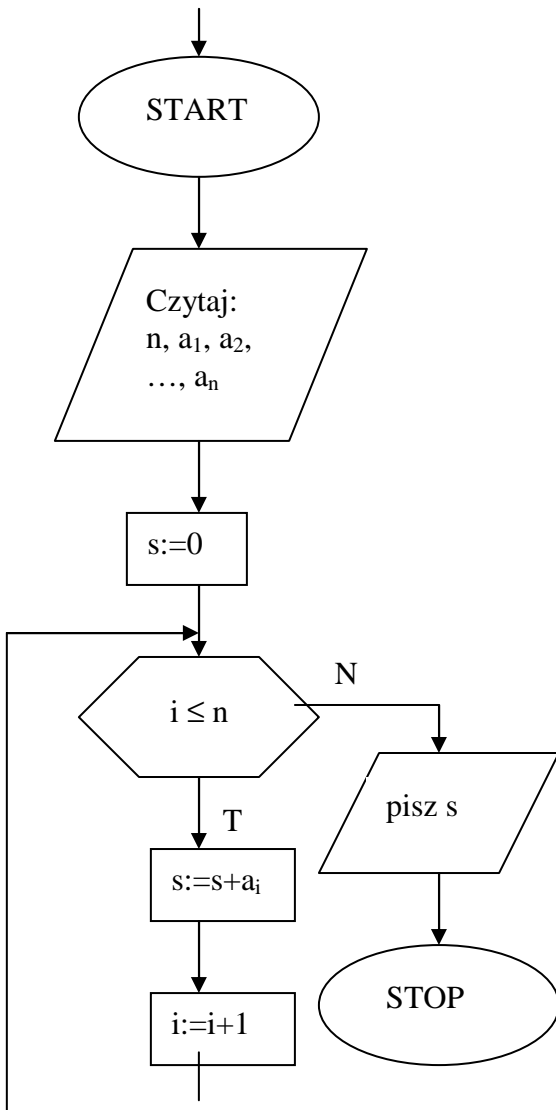 START
Czytaj:
n, a₁, a₂,
…, aₙ
s:=0
i ≤ n
N
T
pisz s
s:=s+aᵢ
STOP
i:=i+1